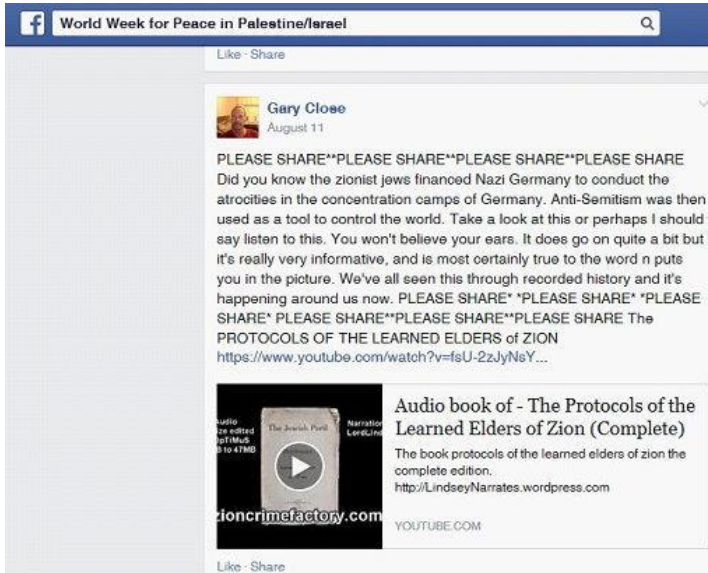 f
World Week for Peace in Palestine/Israel
Like · Share
Gary Close
August 11
PLEASE SHARE**PLEASE SHARE**PLEASE SHARE**PLEASE SHARE
Did you know the zionist jews financed Nazi Germany to conduct the
atrocities in the concentration camps of Germany. Anti-Semitism was then
used as a tool to control the world. Take a look at this or perhaps I should
say listen to this. You won't believe your ears. It does go on quite a bit but
it's really very informative, and is most certainly true to the word n puts
you in the picture. We've all seen this through recorded history and it's
happening around us now. PLEASE SHARE* *PLEASE SHARE* *PLEASE
SHARE* PLEASE SHARE**PLEASE SHARE**PLEASE SHARE The
PROTOCOLS OF THE LEARNED ELDERS of ZION
https://www.youtube.com/watch?v=fsU-2zJyNsY...
Audio
ize edited
pTiMuS
B to 47MB
The Jewish Peril
Narration
LordLind
zioncrimefactory.com
Audio book of - The Protocols of the
Learned Elders of Zion (Complete)
The book protocols of the learned elders of zion the
complete edition.
http://LindseyNarrates.wordpress.com
YOUTUBE.COM
Like · Share